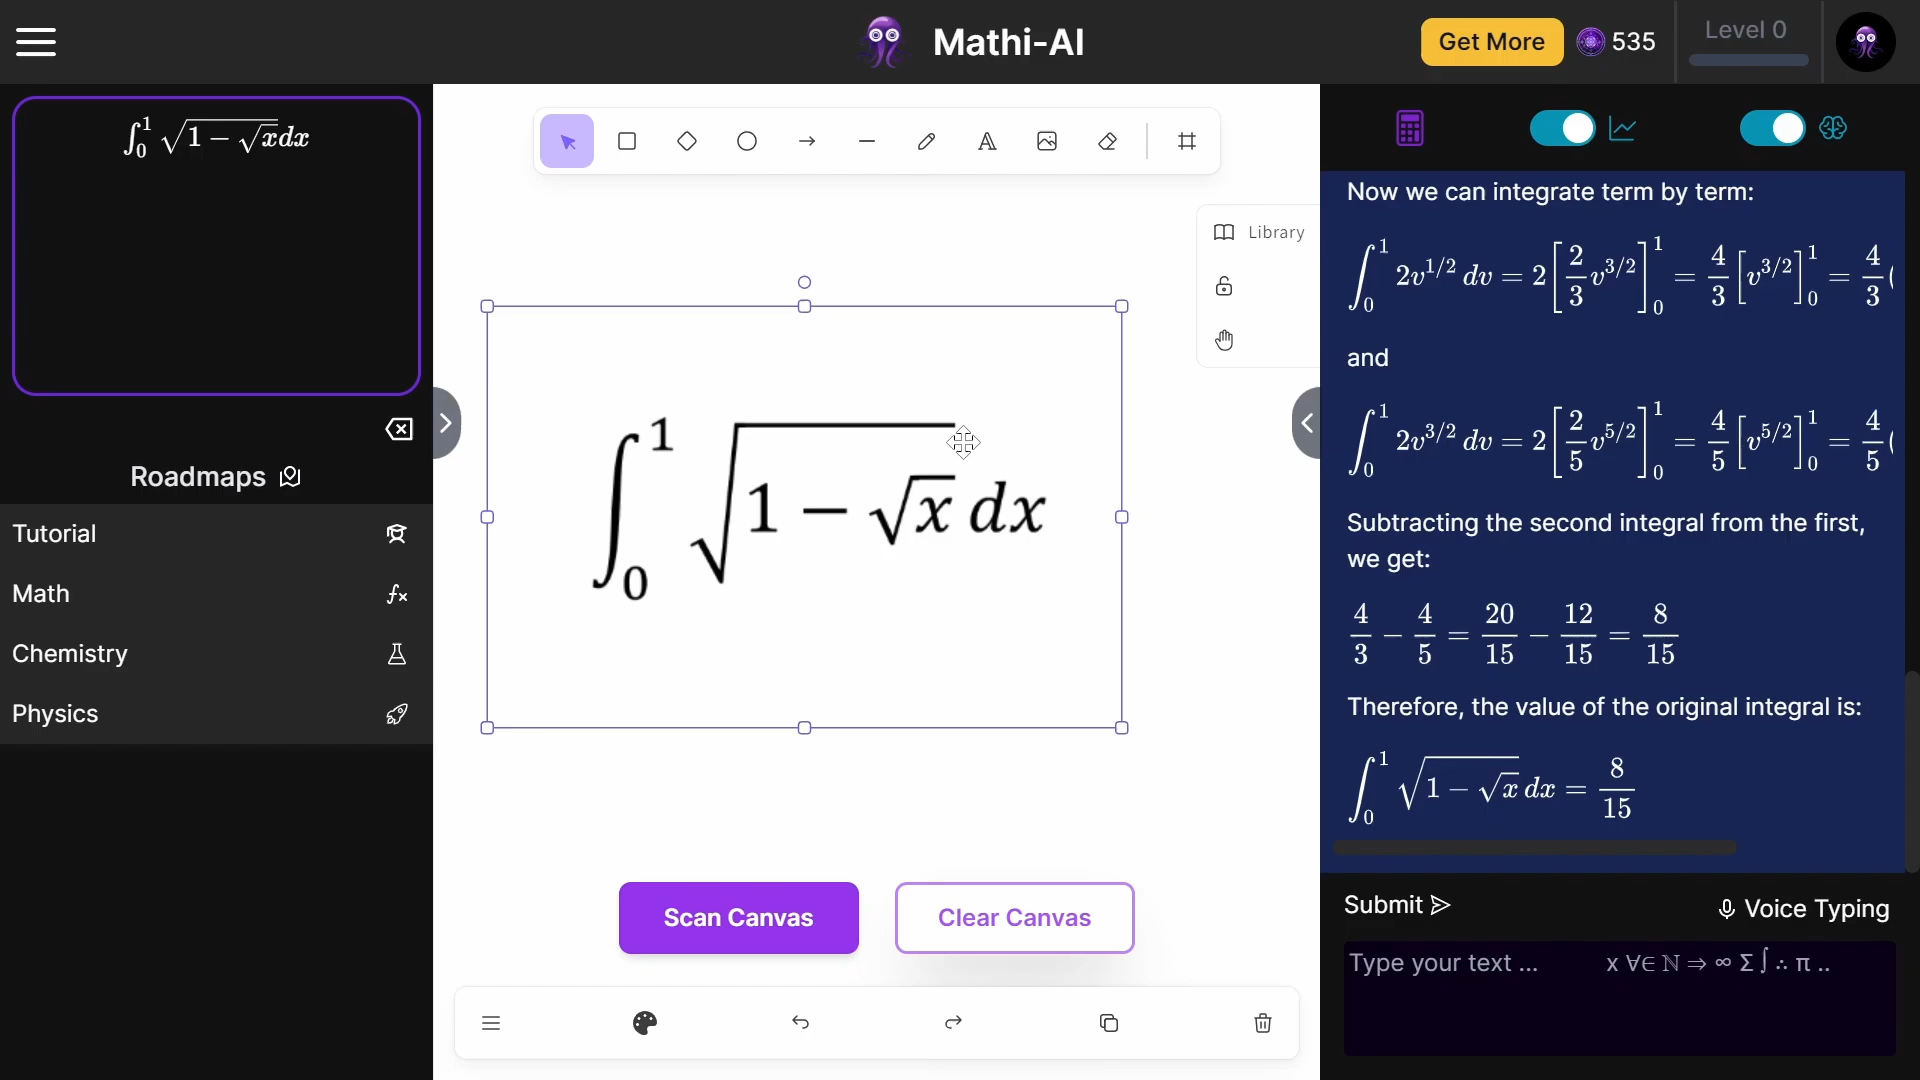 Mathi-AI
Get More
535
Level 0
∫₀¹ √(1 − √x) dx
Roadmaps
Tutorial
Math
fx
Chemistry
Physics
A
Library
∫₀¹ √(1 − √x) dx
Scan Canvas
Clear Canvas
Now we can integrate term by term:
∫₀¹ 2v^{1/2} dv = 2[2/3 v^{3/2}]₀¹ = 4/3 [v^{3/2}]₀¹ = 4/3 (
and
∫₀¹ 2v^{3/2} dv = 2[2/5 v^{5/2}]₀¹ = 4/5 [v^{5/2}]₀¹ = 4/5 (
Subtracting the second integral from the first,
we get:
4/3 − 4/5 = 20/15 − 12/15 = 8/15
Therefore, the value of the original integral is:
∫₀¹ √(1 − √x) dx = 8/15
Submit
Voice Typing
Type your text ... x ∀∈ ℕ ⇒ ∞ Σ ∫ ∴ π ..